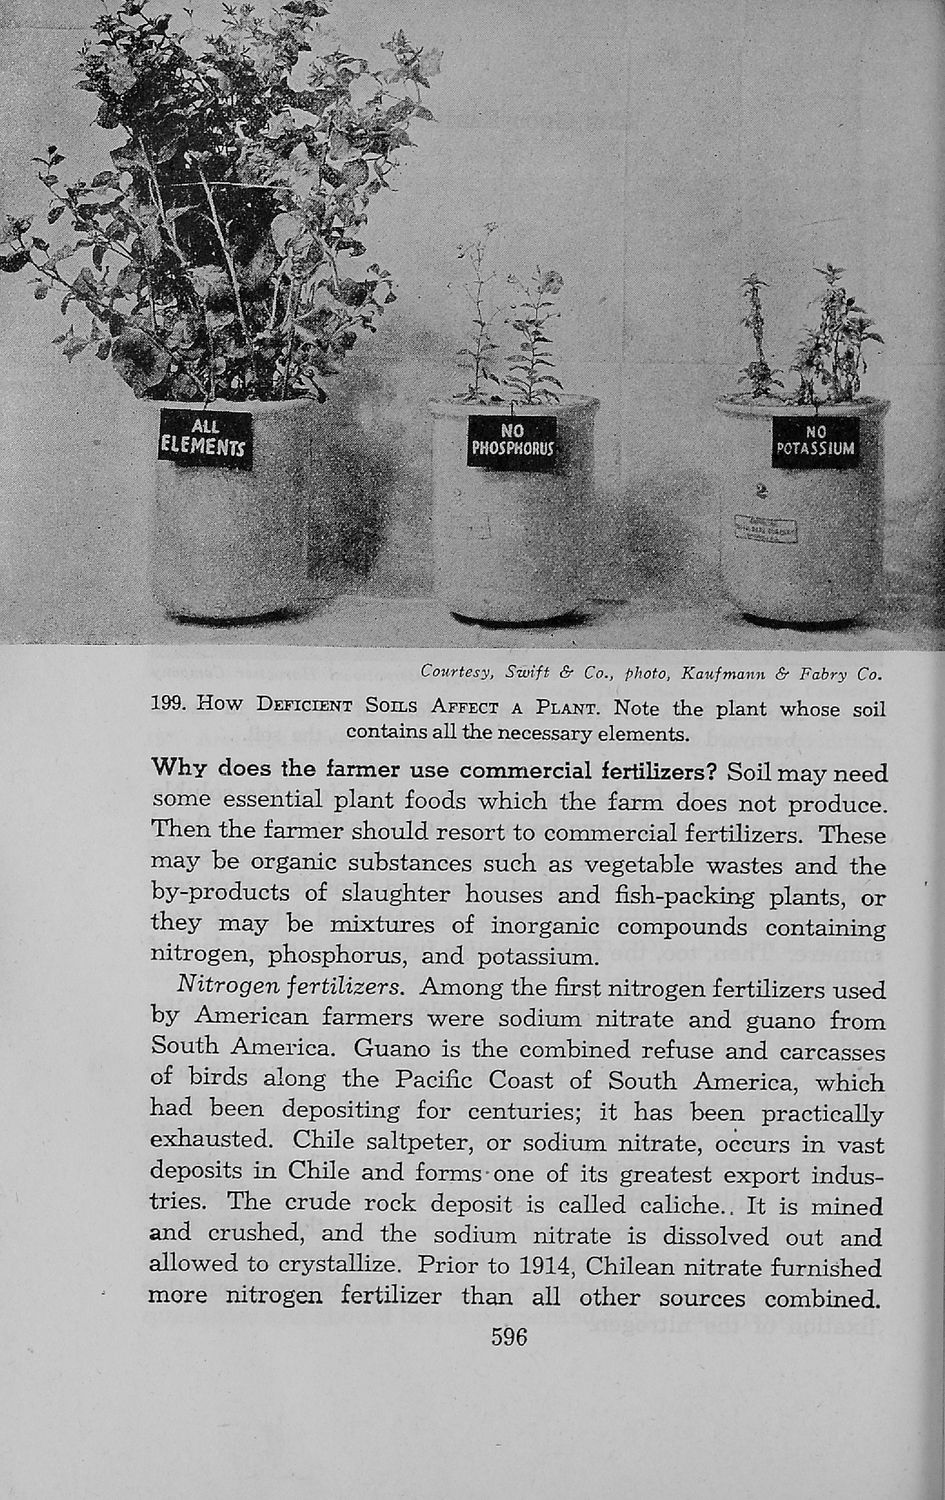 ALL
ELEMENTS
NO
PHOSPHORUS
NO
POTASSIUM
2
Courtesy, Swift & Co., photo, Kaufmann & Fabry Co.
199. How Deficient Soils Affect a Plant. Note the plant whose soil
contains all the necessary elements.
Why does the farmer use commercial fertilizers? Soil may need
some essential plant foods which the farm does not produce.
Then the farmer should resort to commercial fertilizers. These
may be organic substances such as vegetable wastes and the
by-products of slaughter houses and fish-packing plants, or
they may be mixtures of inorganic compounds containing
nitrogen, phosphorus, and potassium.
Nitrogen fertilizers. Among the first nitrogen fertilizers used
by American farmers were sodium nitrate and guano from
South America. Guano is the combined refuse and carcasses
of birds along the Pacific Coast of South America, which
had been depositing for centuries; it has been practically
exhausted. Chile saltpeter, or sodium nitrate, occurs in vast
deposits in Chile and forms one of its greatest export indus-
tries. The crude rock deposit is called caliche. It is mined
and crushed, and the sodium nitrate is dissolved out and
allowed to crystallize. Prior to 1914, Chilean nitrate furnished
more nitrogen fertilizer than all other sources combined.
596